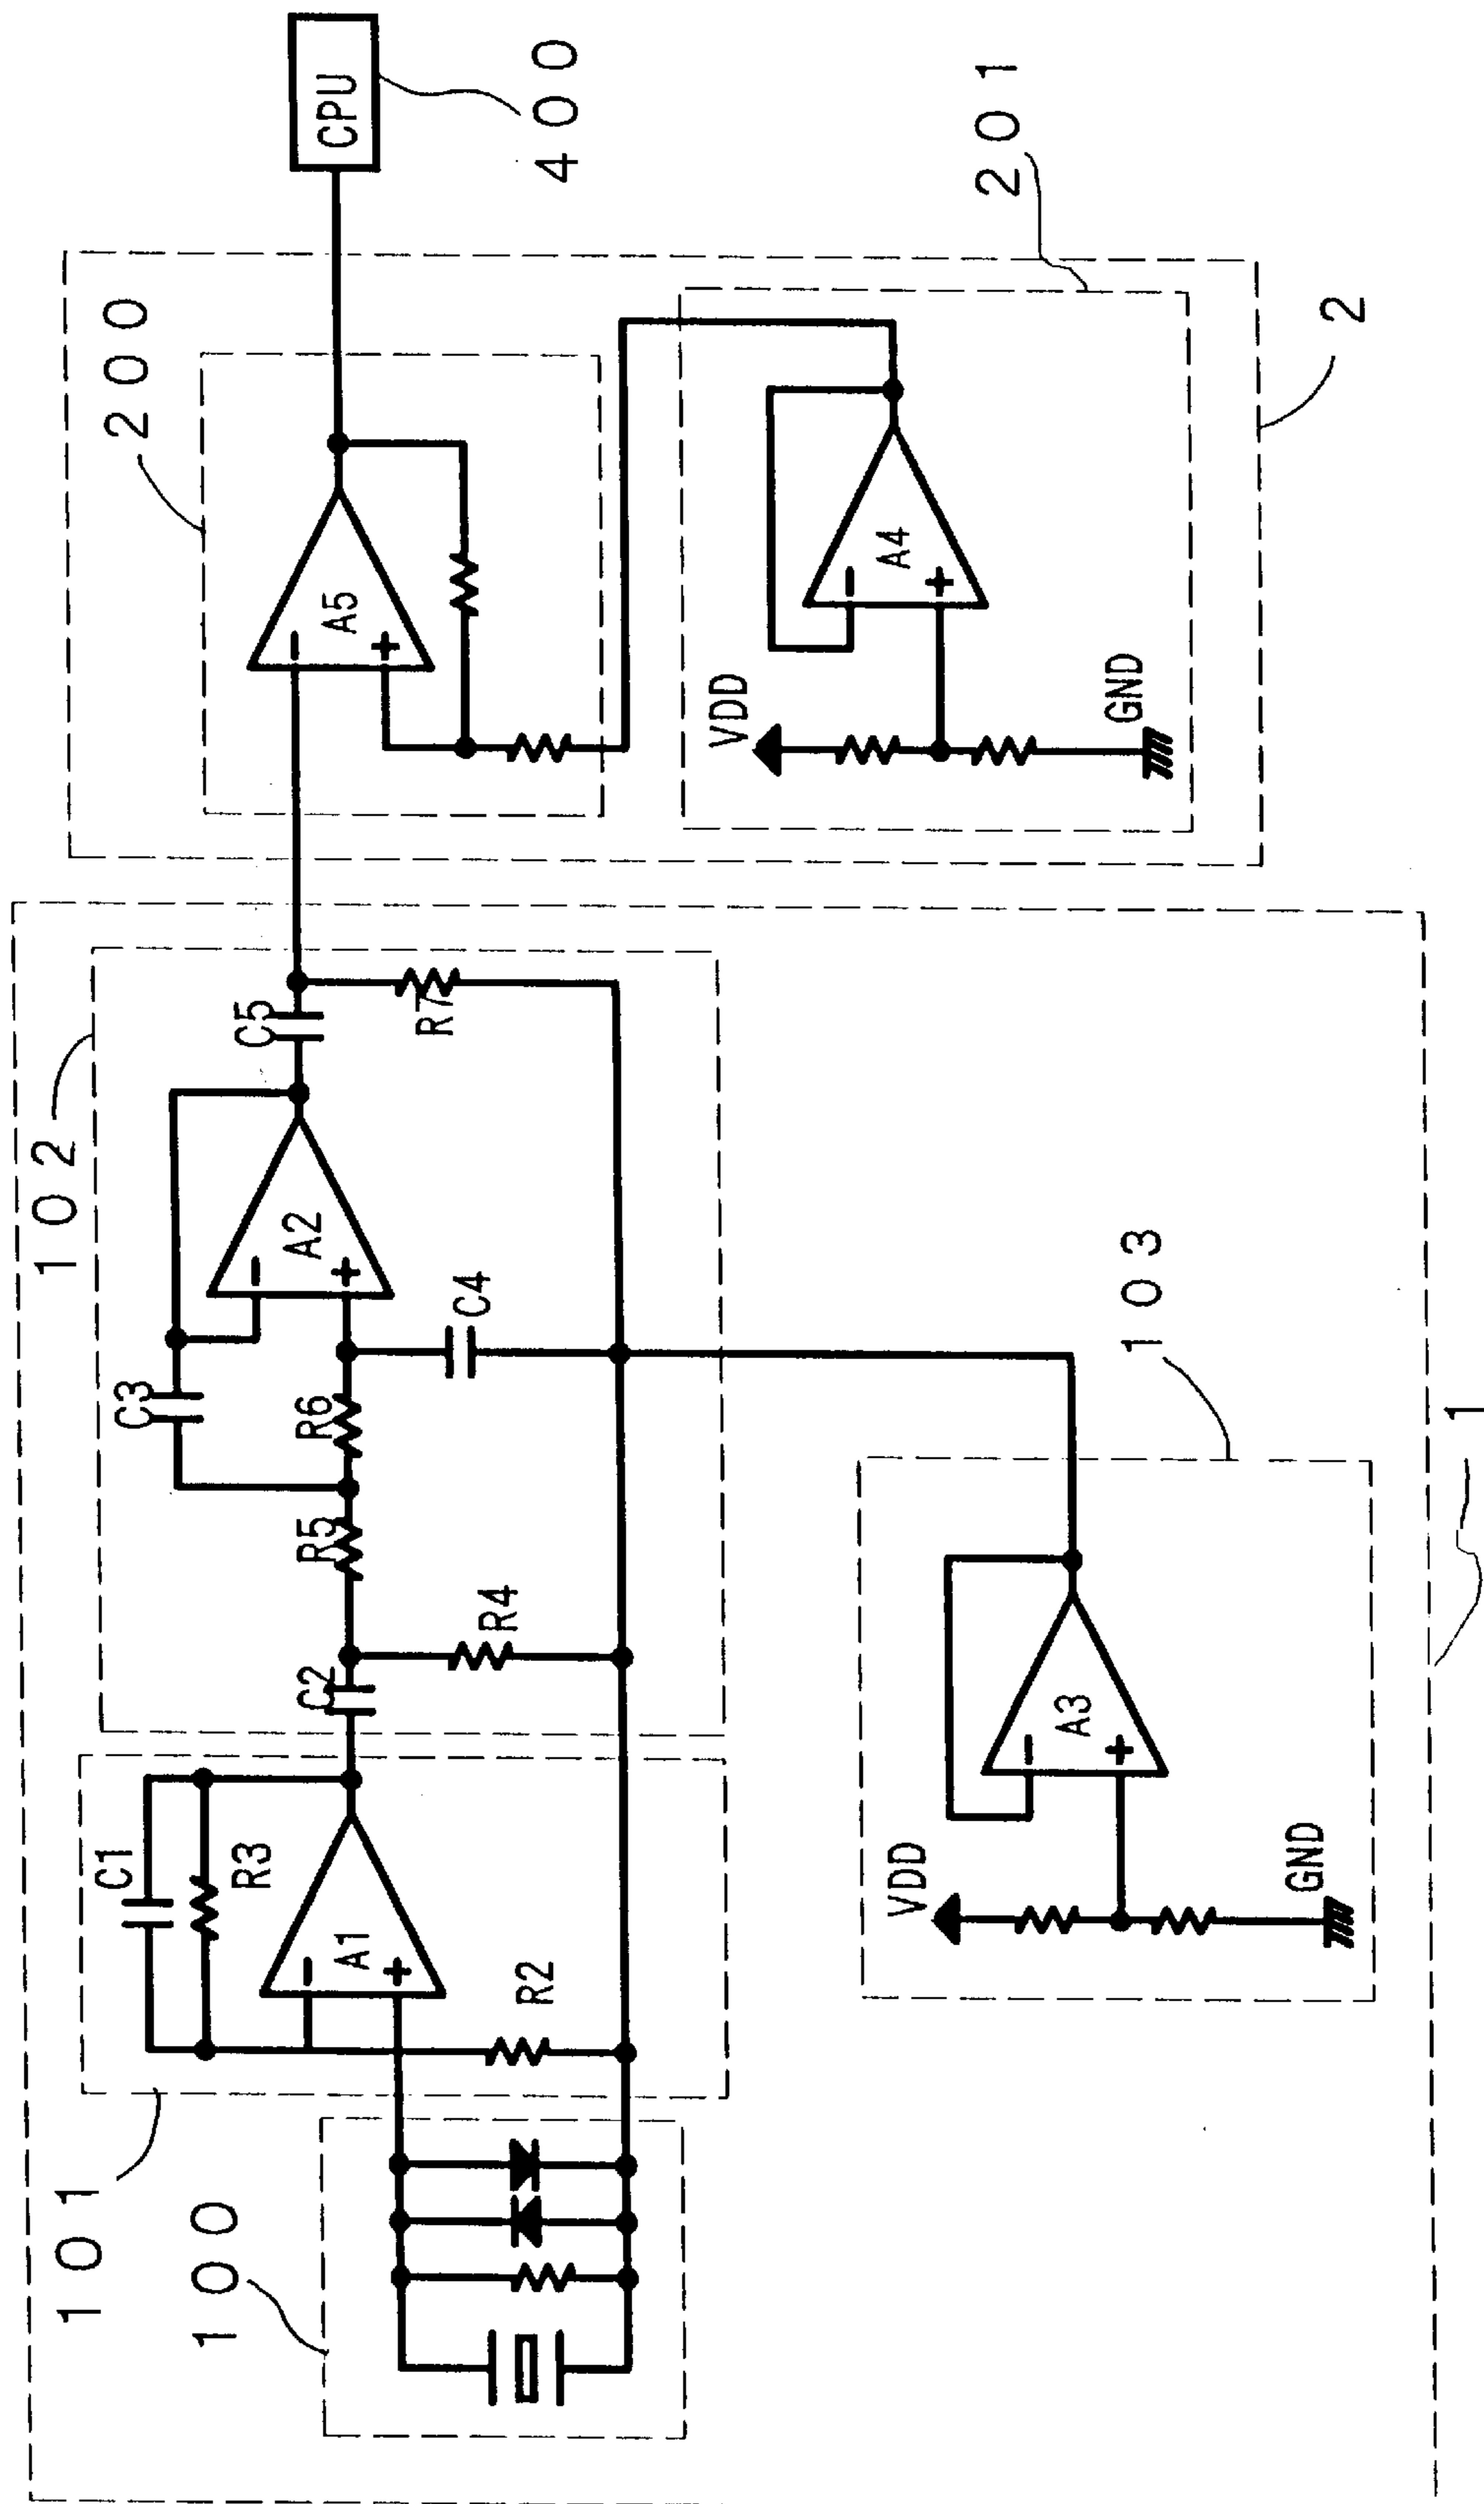 102
200
CPU
400
101
C1
R3
C3
C5
A1
C2
R5
R6
A2
A5
-
+
100
R2
R4
C4
R7
VDD
A3
GND
103
VDD
A4
GND
201
1
2